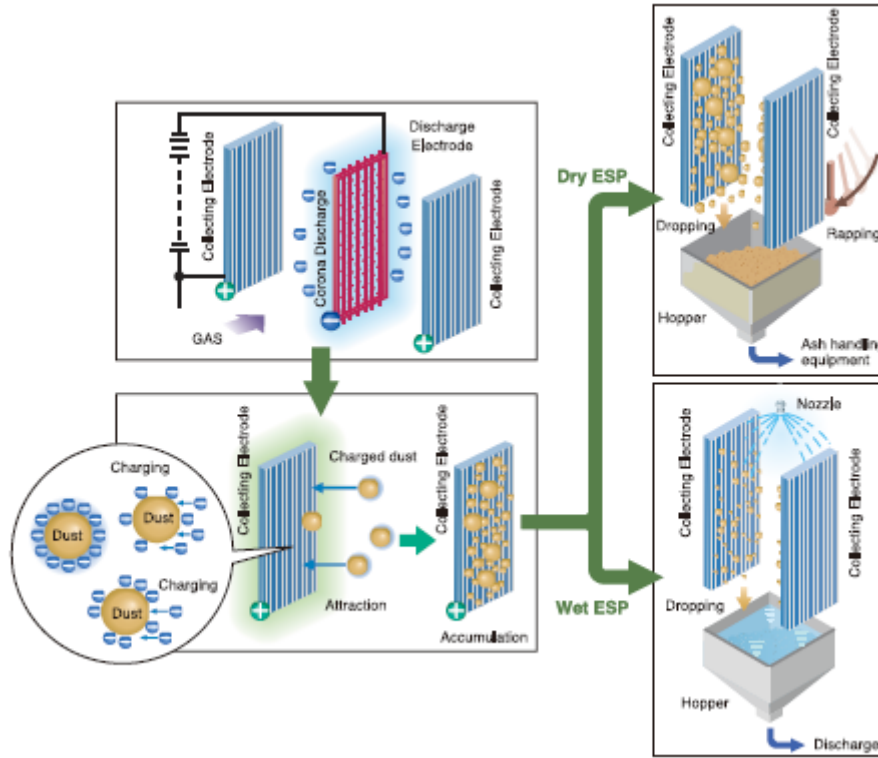 Collecting Electrode
Discharge
Electrode
Corona Discharge
Collecting Electrode
GAS
Collecting Electrode
Charged dust
Attraction
Collecting Electrode
Accumulation
Charging
Dust
Dust
Charging
Dust
Dry ESP
Wet ESP
Collecting Electrode
Collecting Electrode
Dropping
Rapping
Hopper
Ash handling
equipment
Nozzle
Collecting Electrode
Collecting Electrode
Dropping
Hopper
Discharge